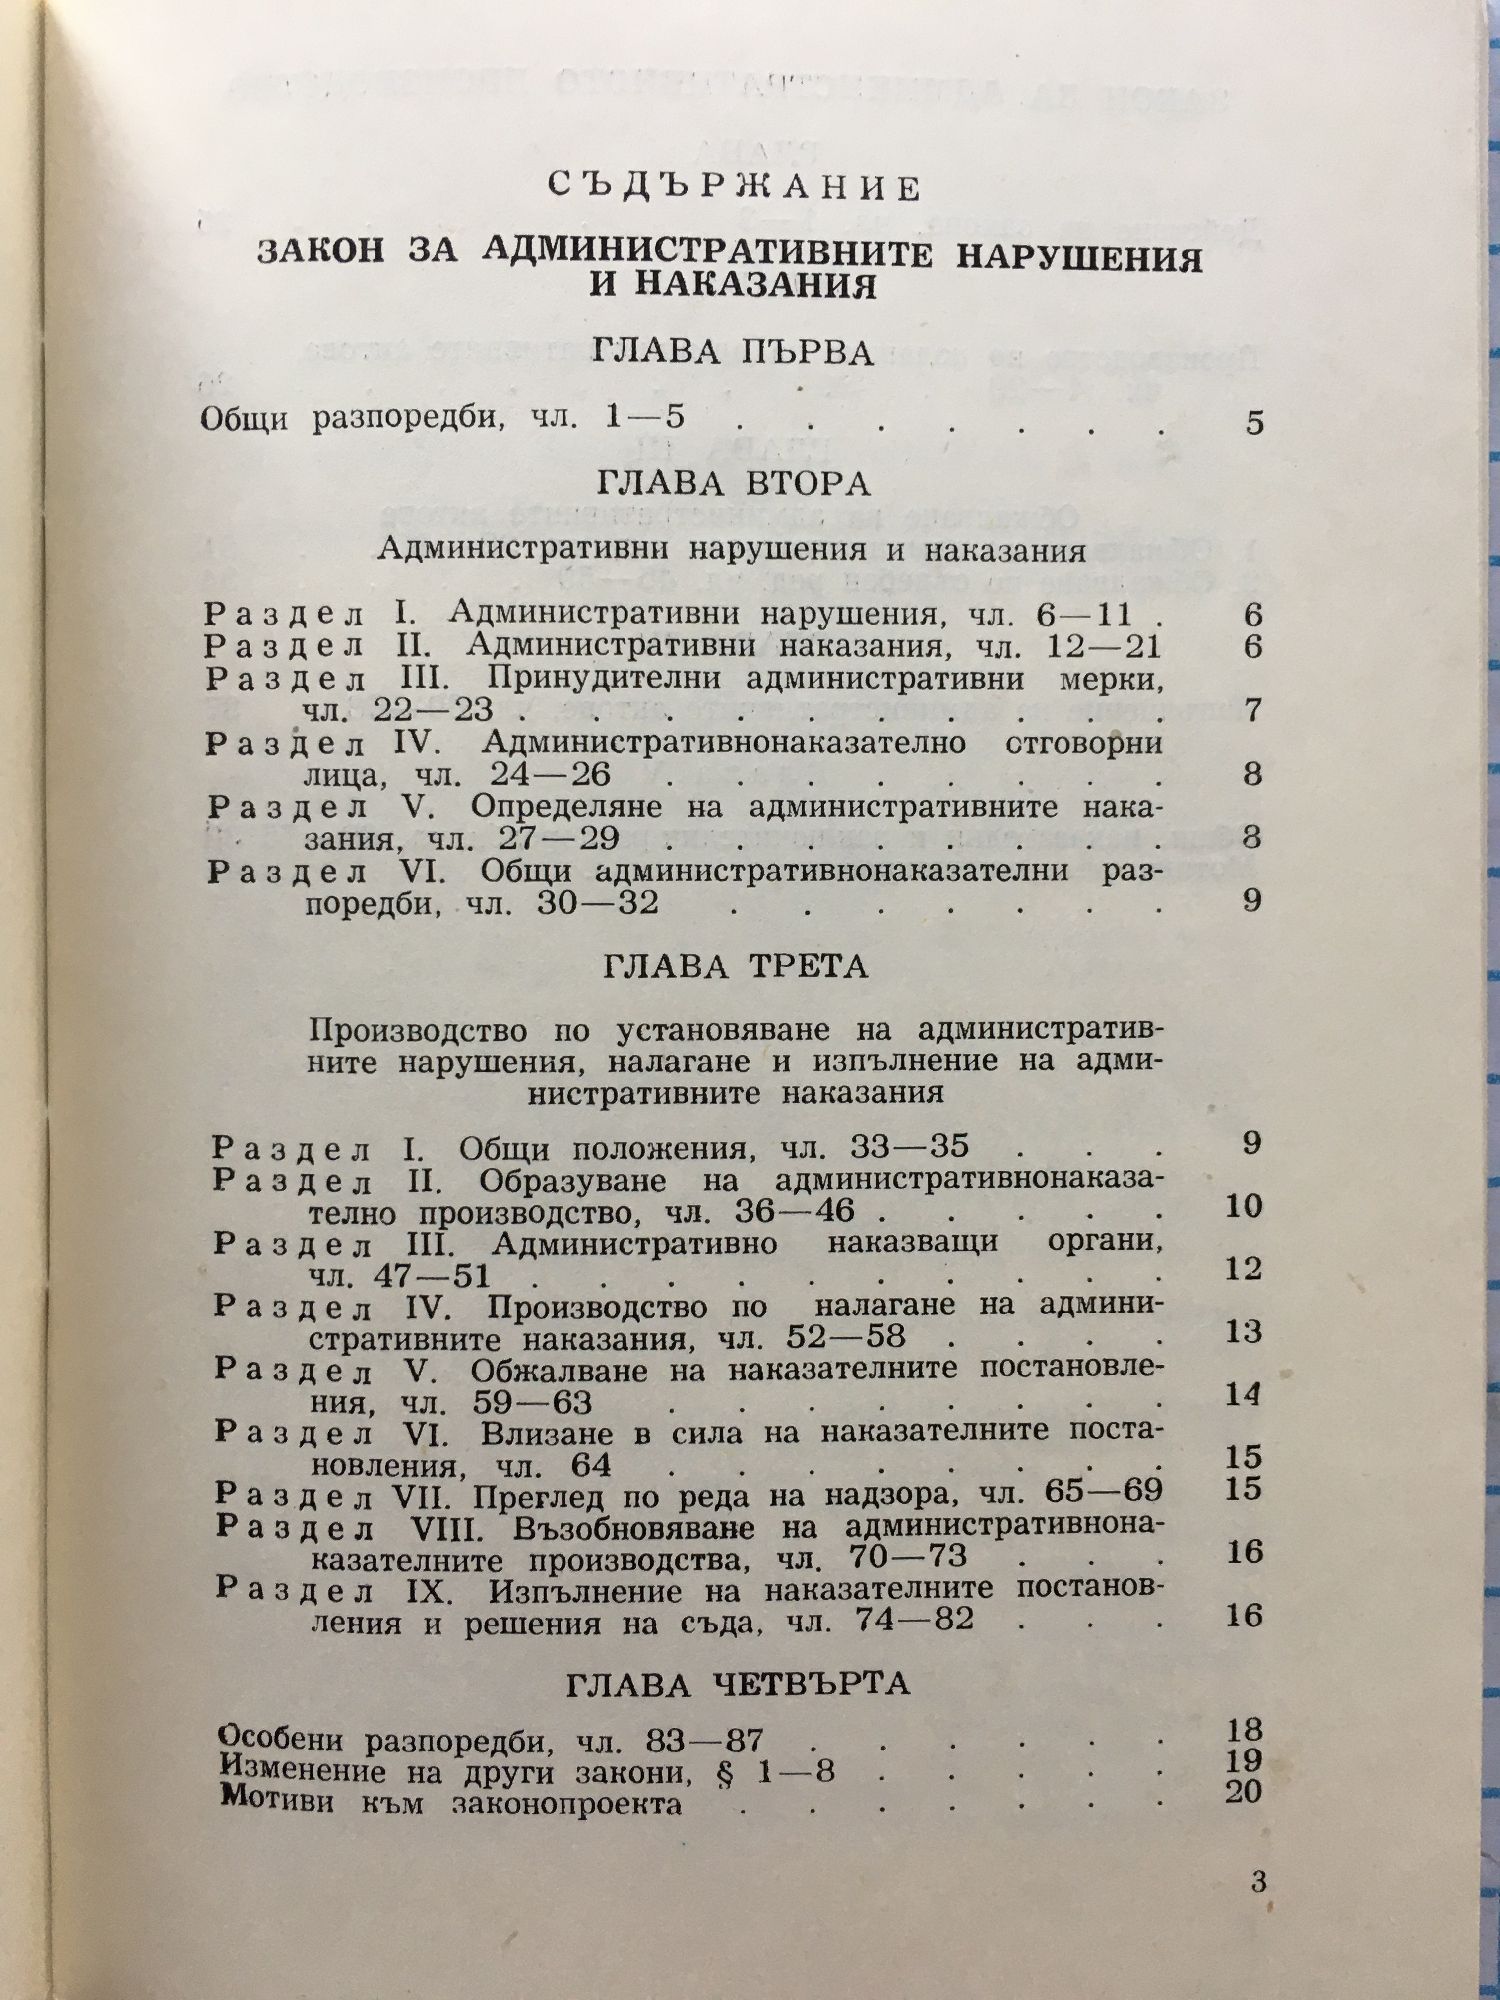 СЪДЪРЖАНИЕ
ЗАКОН ЗА АДМИНИСТРАТИВНИТЕ НАРУШЕНИЯ
И НАКАЗАНИЯ
ГЛАВА ПЪРВА
Общи разпоредби, чл. 1—5 . . . . . . . 5
ГЛАВА ВТОРА
Административни нарушения и наказания
Раздел I. Административни нарушения, чл. 6—11 . 6
Раздел II. Административни наказания, чл. 12—21 6
Раздел III. Принудителни административни мерки,
чл. 22—23 . . . . . . . . . . 7
Раздел IV. Административнонаказателно отговорни
лица, чл. 24—26 . . . . . . . . 8
Раздел V. Определяне на административните нака-
зания, чл. 27—29 . . . . . . . . 8
Раздел VI. Общи административнонаказателни раз-
поредби, чл. 30—32 . . . . . . . 9
ГЛАВА ТРЕТА
Производство по установяване на административ-
ните нарушения, налагане и изпълнение на адми-
нистративните наказания
Раздел I. Общи положения, чл. 33—35 . . . 9
Раздел II. Образуване на административнонаказа-
телно производство, чл. 36—46 . . . . . 10
Раздел III. Административно наказващи органи,
чл. 47—51 . . . . . . . . . . 12
Раздел IV. Производство по налагане на админи-
стративните наказания, чл. 52—58 . . . . 13
Раздел V. Обжалване на наказателните постановле-
ния, чл. 59—63 . . . . . . . . 14
Раздел VI. Влизане в сила на наказателните поста-
новления, чл. 64 . . . . . . . . 15
Раздел VII. Преглед по реда на надзора, чл. 65—69 15
Раздел VIII. Възобновяване на административнона-
казателните производства, чл. 70—73 . . . 16
Раздел IX. Изпълнение на наказателните постанов-
ления и решения на съда, чл. 74—82 . . . 16
ГЛАВА ЧЕТВЪРТА
Особени разпоредби, чл. 83—87 . . . . . . 18
Изменение на други закони, § 1—8 . . . . . 19
Мотиви към законопроекта . . . . . . . 20
3